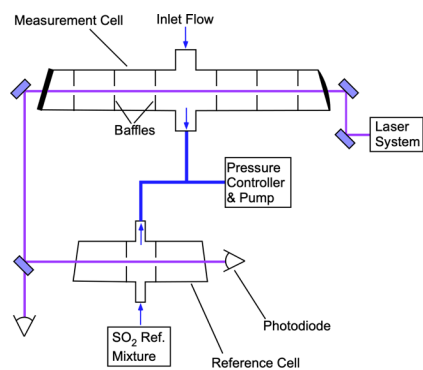 Measurement Cell
Inlet Flow
Baffles
Laser
System
Pressure
Controller
& Pump
Photodiode
SO₂ Ref.
Mixture
Reference Cell